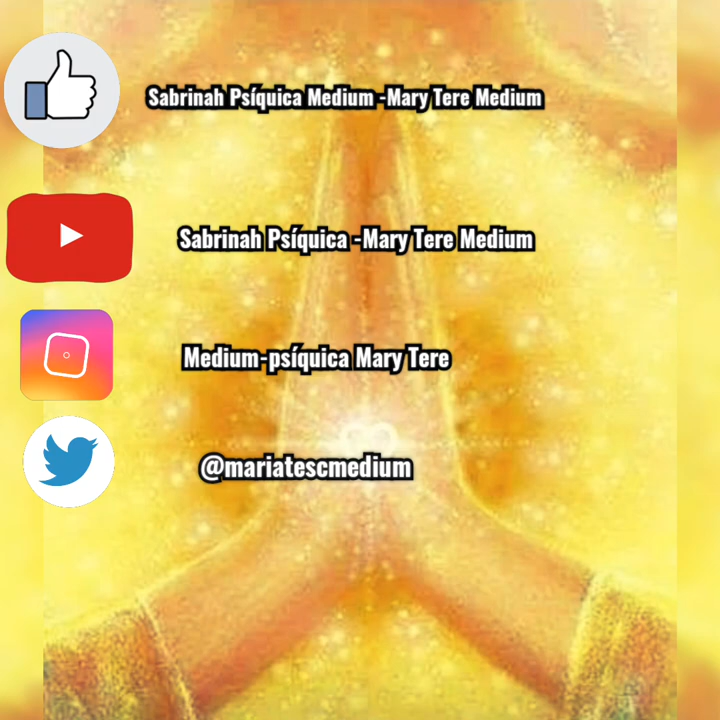 Sabrinah Psíquica Medium -Mary Tere Medium
Sabrinah Psíquica -Mary Tere Medium
Medium-psíquica Mary Tere
@mariatescmedium